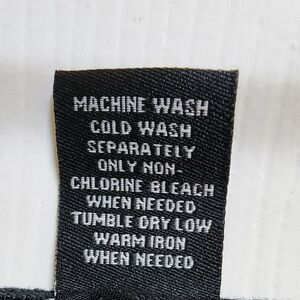 MACHINE WASH
COLD WASH
SEPARATELY
ONLY NON-
CHLORINE BLEACH
WHEN NEEDED
TUMBLE DRY LOW
WARM IRON
WHEN NEEDED